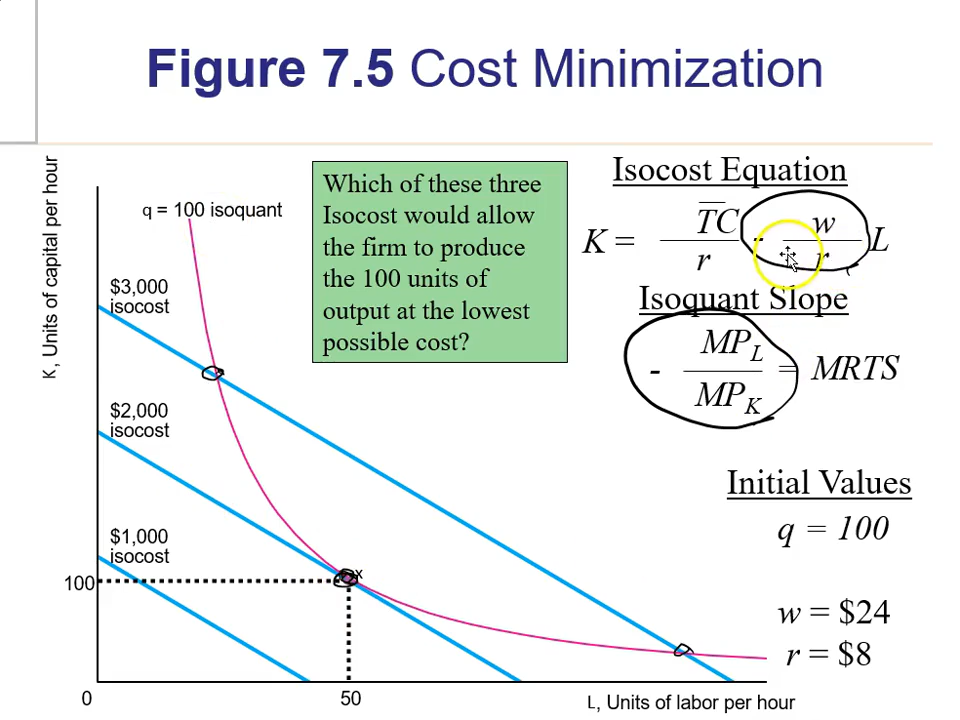 Figure 7.5 Cost Minimization
K, Units of capital per hour
q = 100 isoquant
$3,000
isocost
$2,000
isocost
$1,000
isocost
100
0
50
L, Units of labor per hour
x
Which of these three
Isocost would allow
the firm to produce
the 100 units of
output at the lowest
possible cost?
Isocost Equation
K = TC/r - w/r L
Isoquant Slope
- MP_L/MP_K = MRTS
Initial Values
q = 100
w = $24
r = $8